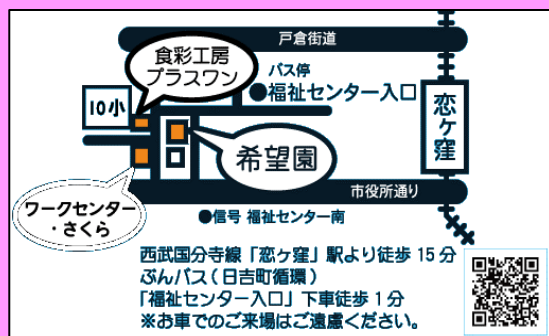 戸倉街道
食彩工房
プラスワン
バス停
●福祉センター入口
10小
恋ヶ窪
希望園
市役所通り
ワークセンター
・さくら
●信号 福祉センター南
西武国分寺線「恋ヶ窪」駅より徒歩15分
ぶんバス(日吉町循環)
「福祉センター入口」下車徒歩1分
※お車でのご来場はご遠慮ください。